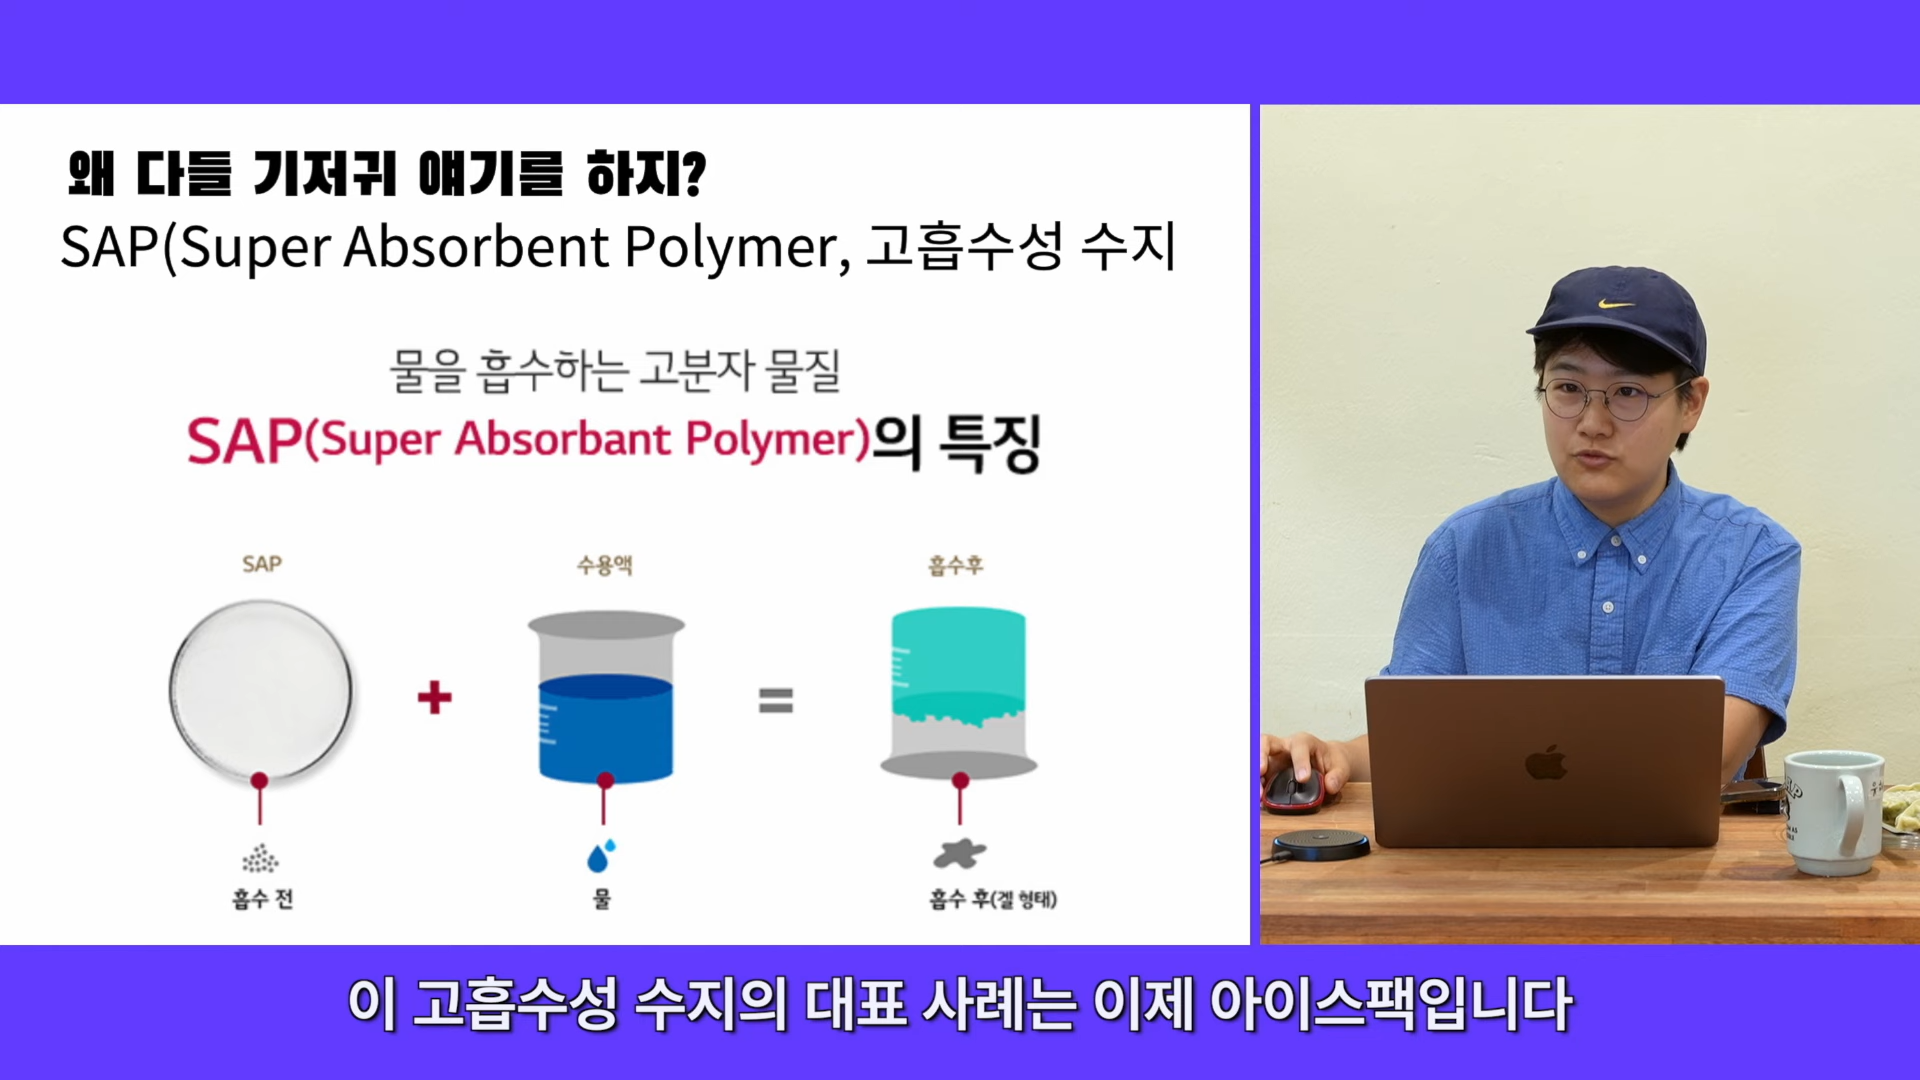 왜 다들 기저귀 얘기를 하지?
SAP(Super Absorbent Polymer, 고흡수성 수지
물을 흡수하는 고분자 물질
SAP(Super Absorbant Polymer)의 특징
SAP
수용액
흡수후
흡수 전
물
흡수 후(겔 형태)
이 고흡수성 수지의 대표 사례는 이제 아이스팩입니다